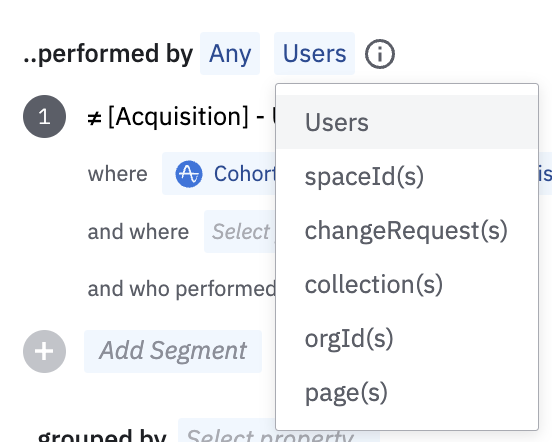 ..performed by Any Users
1 ≠ [Acquisition] -
Users
where Cohort
spaceId(s)
and where Select
changeRequest(s)
and who performed
collection(s)
+ Add Segment
orgId(s)
page(s)
grouped by Select property